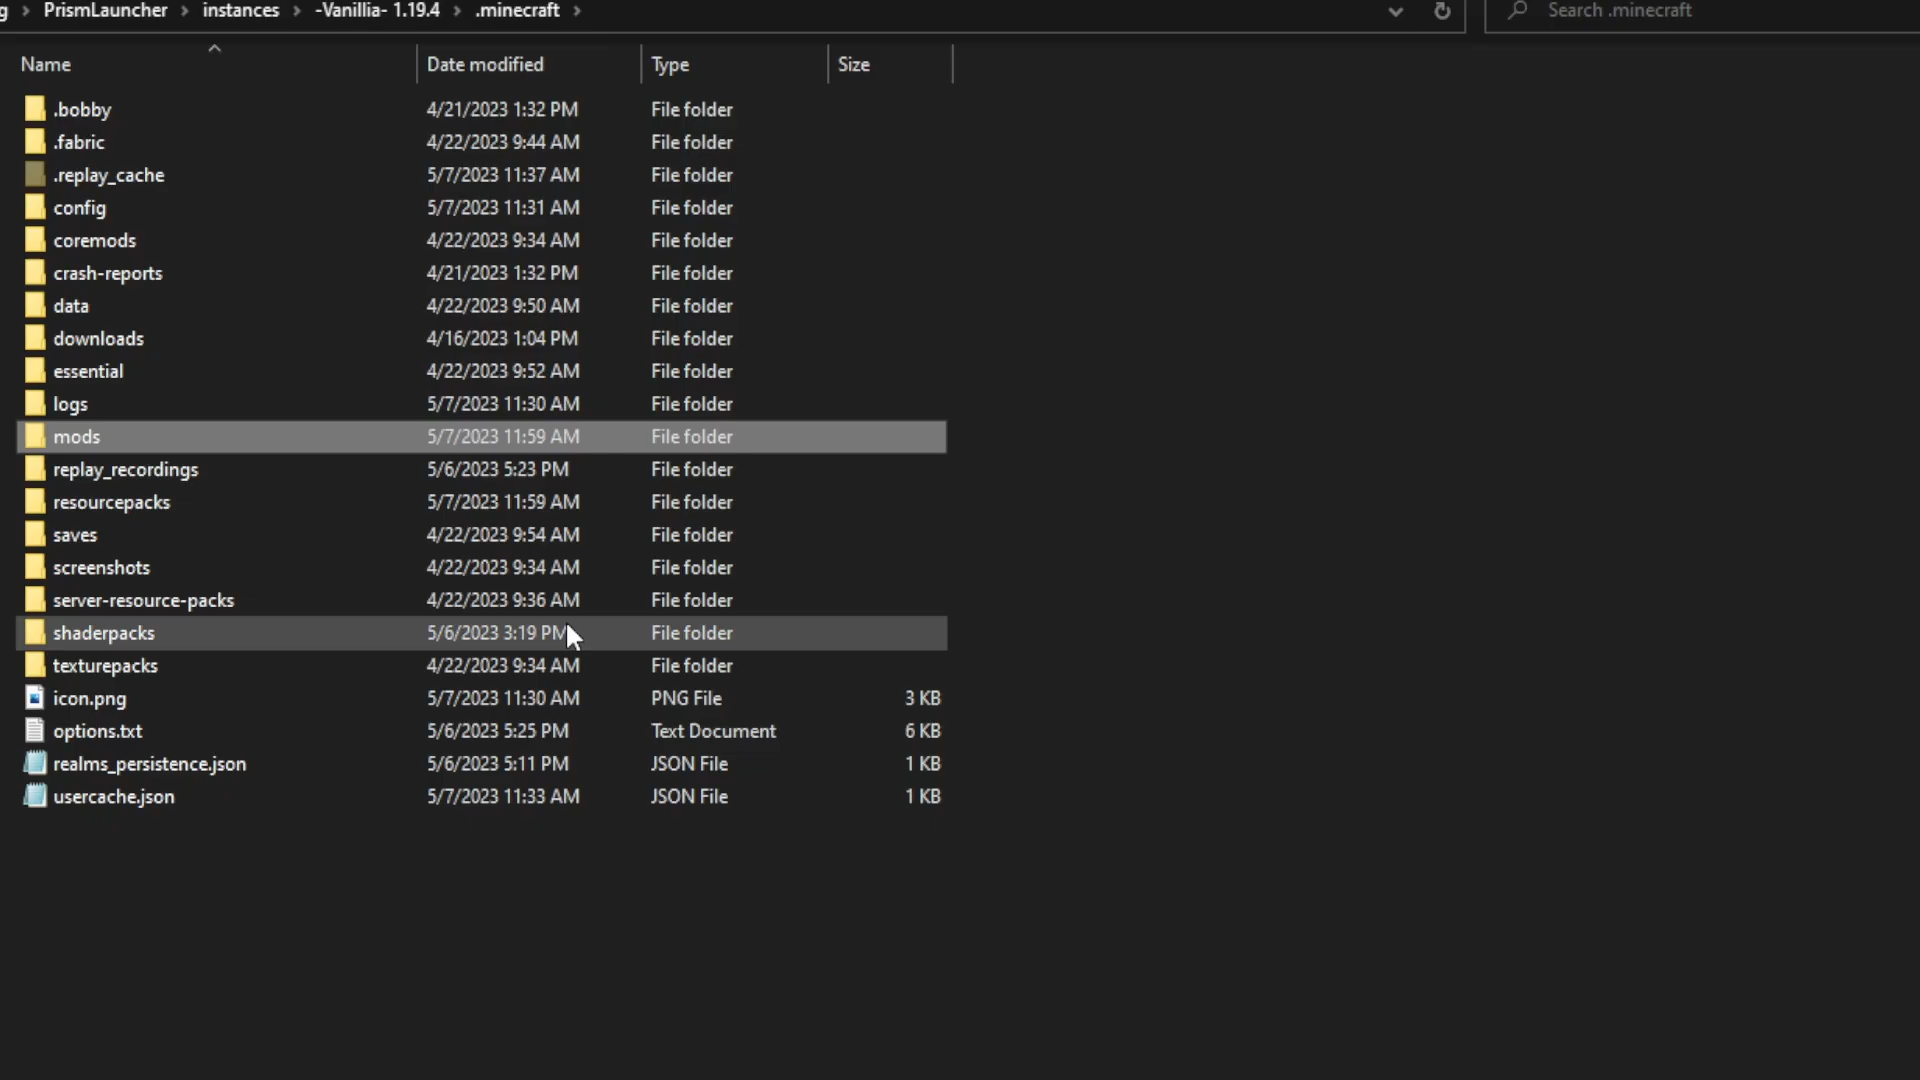 g > PrismLauncher > instances > -Vanillia- 1.19.4 > .minecraft > Search .minecraft
Name Date modified Type Size
.bobby 4/21/2023 1:32 PM File folder
.fabric 4/22/2023 9:44 AM File folder
.replay_cache 5/7/2023 11:37 AM File folder
config 5/7/2023 11:31 AM File folder
coremods 4/22/2023 9:34 AM File folder
crash-reports 4/21/2023 1:32 PM File folder
data 4/22/2023 9:50 AM File folder
downloads 4/16/2023 1:04 PM File folder
essential 4/22/2023 9:52 AM File folder
logs 5/7/2023 11:30 AM File folder
mods 5/7/2023 11:59 AM File folder
replay_recordings 5/6/2023 5:23 PM File folder
resourcepacks 5/7/2023 11:59 AM File folder
saves 4/22/2023 9:54 AM File folder
screenshots 4/22/2023 9:34 AM File folder
server-resource-packs 4/22/2023 9:36 AM File folder
shaderpacks 5/6/2023 3:19 PM File folder
texturepacks 4/22/2023 9:34 AM File folder
icon.png 5/7/2023 11:30 AM PNG File 3 KB
options.txt 5/6/2023 5:25 PM Text Document 6 KB
realms_persistence.json 5/6/2023 5:11 PM JSON File 1 KB
usercache.json 5/7/2023 11:33 AM JSON File 1 KB